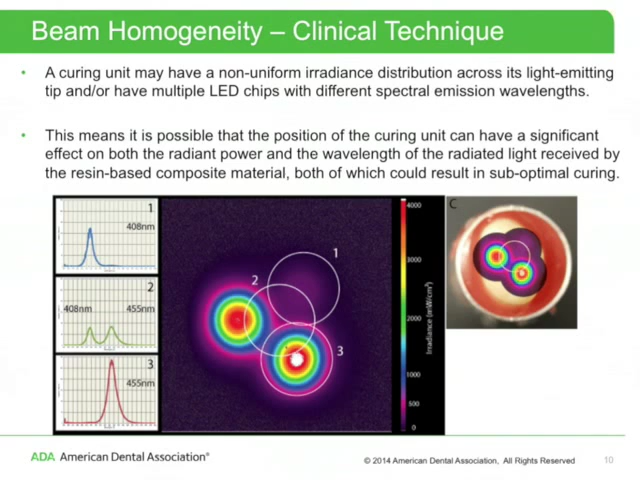 Beam Homogeneity – Clinical Technique
• A curing unit may have a non-uniform irradiance distribution across its light-emitting
tip and/or have multiple LED chips with different spectral emission wavelengths.
• This means it is possible that the position of the curing unit can have a significant
effect on both the radiant power and the wavelength of the radiated light received by
the resin-based composite material, both of which could result in sub-optimal curing.
1
408nm
2
408nm 455nm
3
455nm
1
2
3
4000
3000
2000
1000
500
0
Irradiance (mW/cm²)
C
ADA American Dental Association®
© 2014 American Dental Association, All Rights Reserved
10